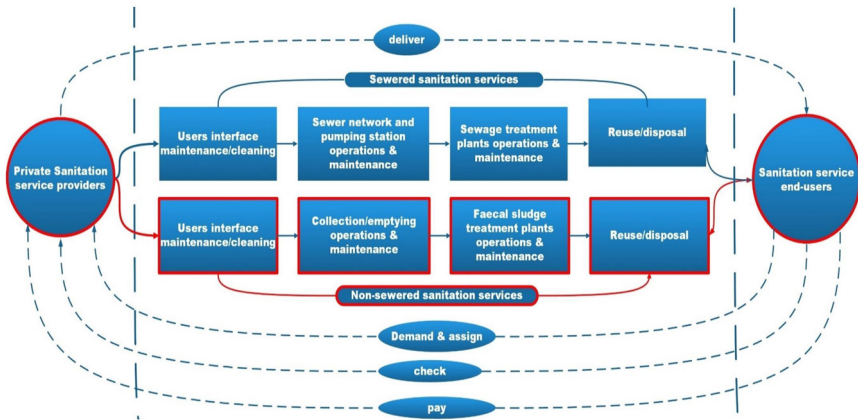 deliver
Sewered sanitation services
Private Sanitation
service providers
Users interface
maintenance/cleaning
Sewer network and
pumping station
operations &
maintenance
Sewage treatment
plants operations &
maintenance
Reuse/disposal
Sanitation service
end-users
Users interface
maintenance/cleaning
Collection/emptying
operations &
maintenance
Faecal sludge
treatment plants
operations &
maintenance
Reuse/disposal
Non-sewered sanitation services
Demand & assign
check
pay